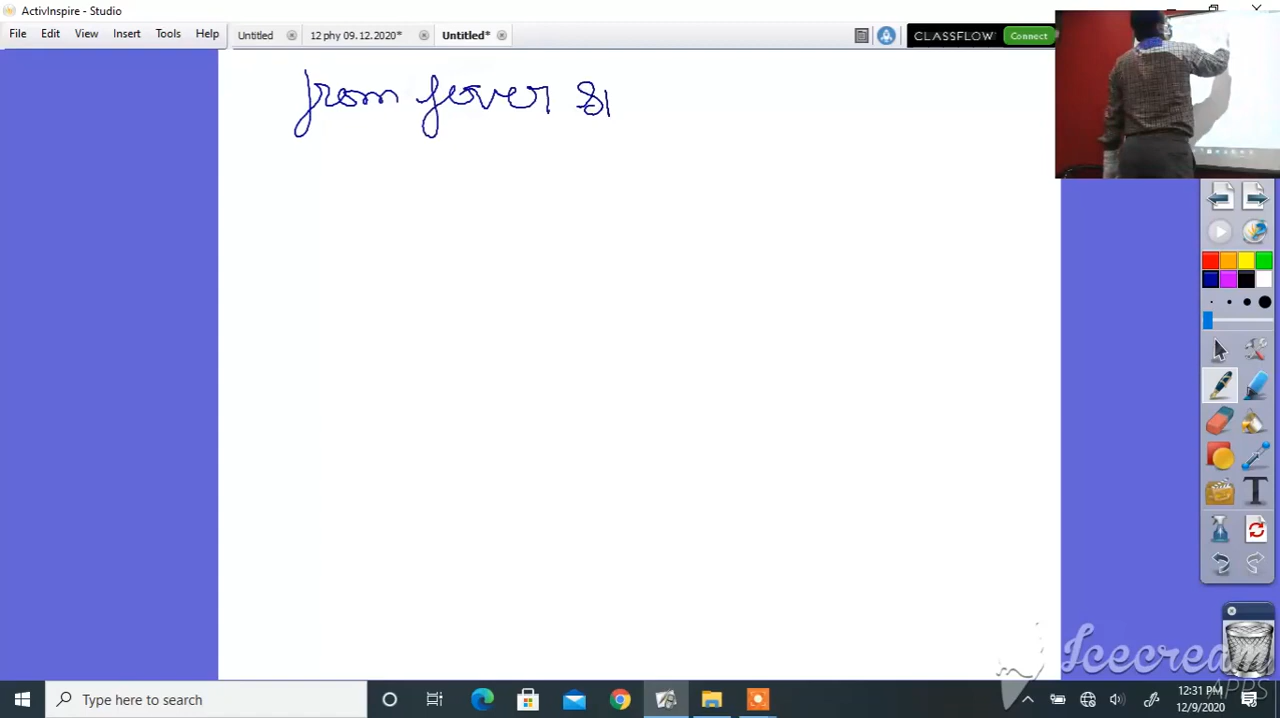 ActivInspire - Studio
File Edit View Insert Tools Help
Untitled 12 phy 09.12.2020* Untitled*
CLASSFLOW Connect
from fever
T
Icecream
APPS
Type here to search
12:31 PM
12/9/2020